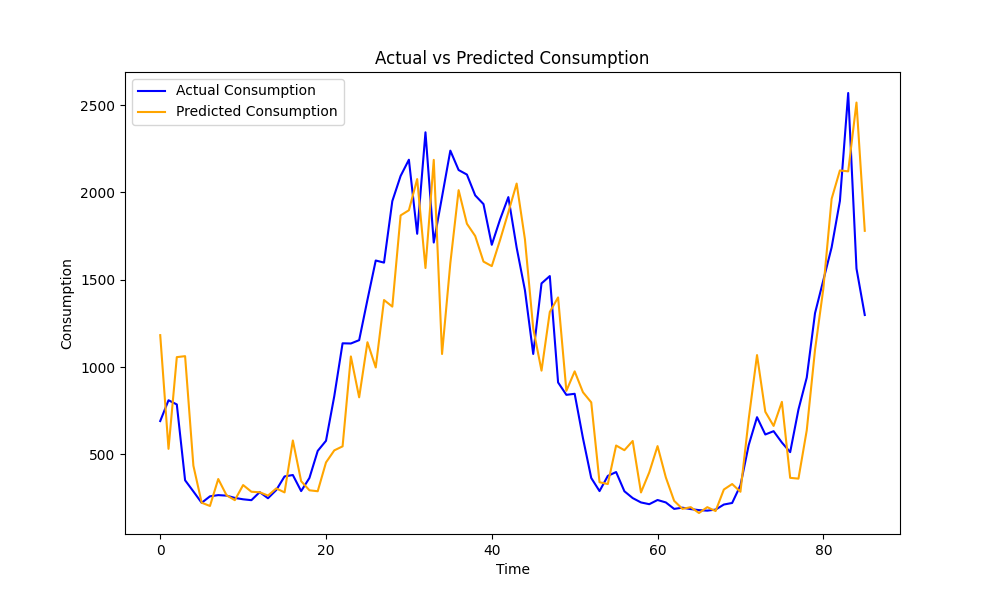 Actual vs Predicted Consumption
Actual Consumption
Predicted Consumption
2500
2000
1500
1000
500
Consumption
0 20 40 60 80
Time